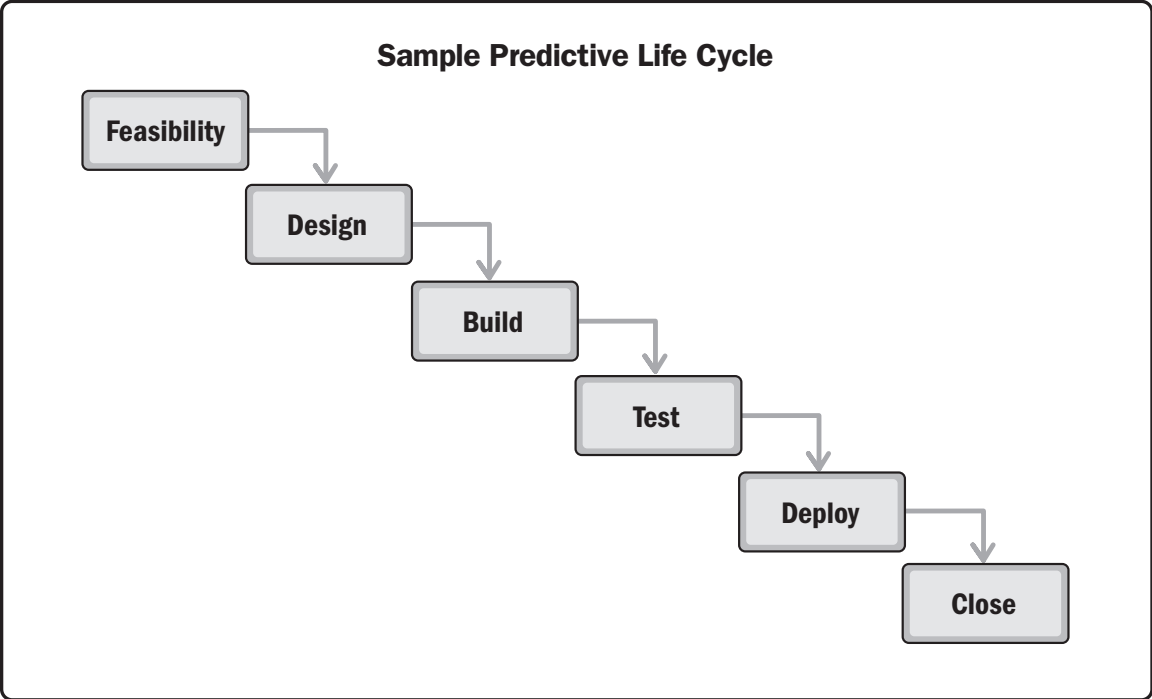 Sample Predictive Life Cycle
Feasibility
Design
Build
Test
Deploy
Close